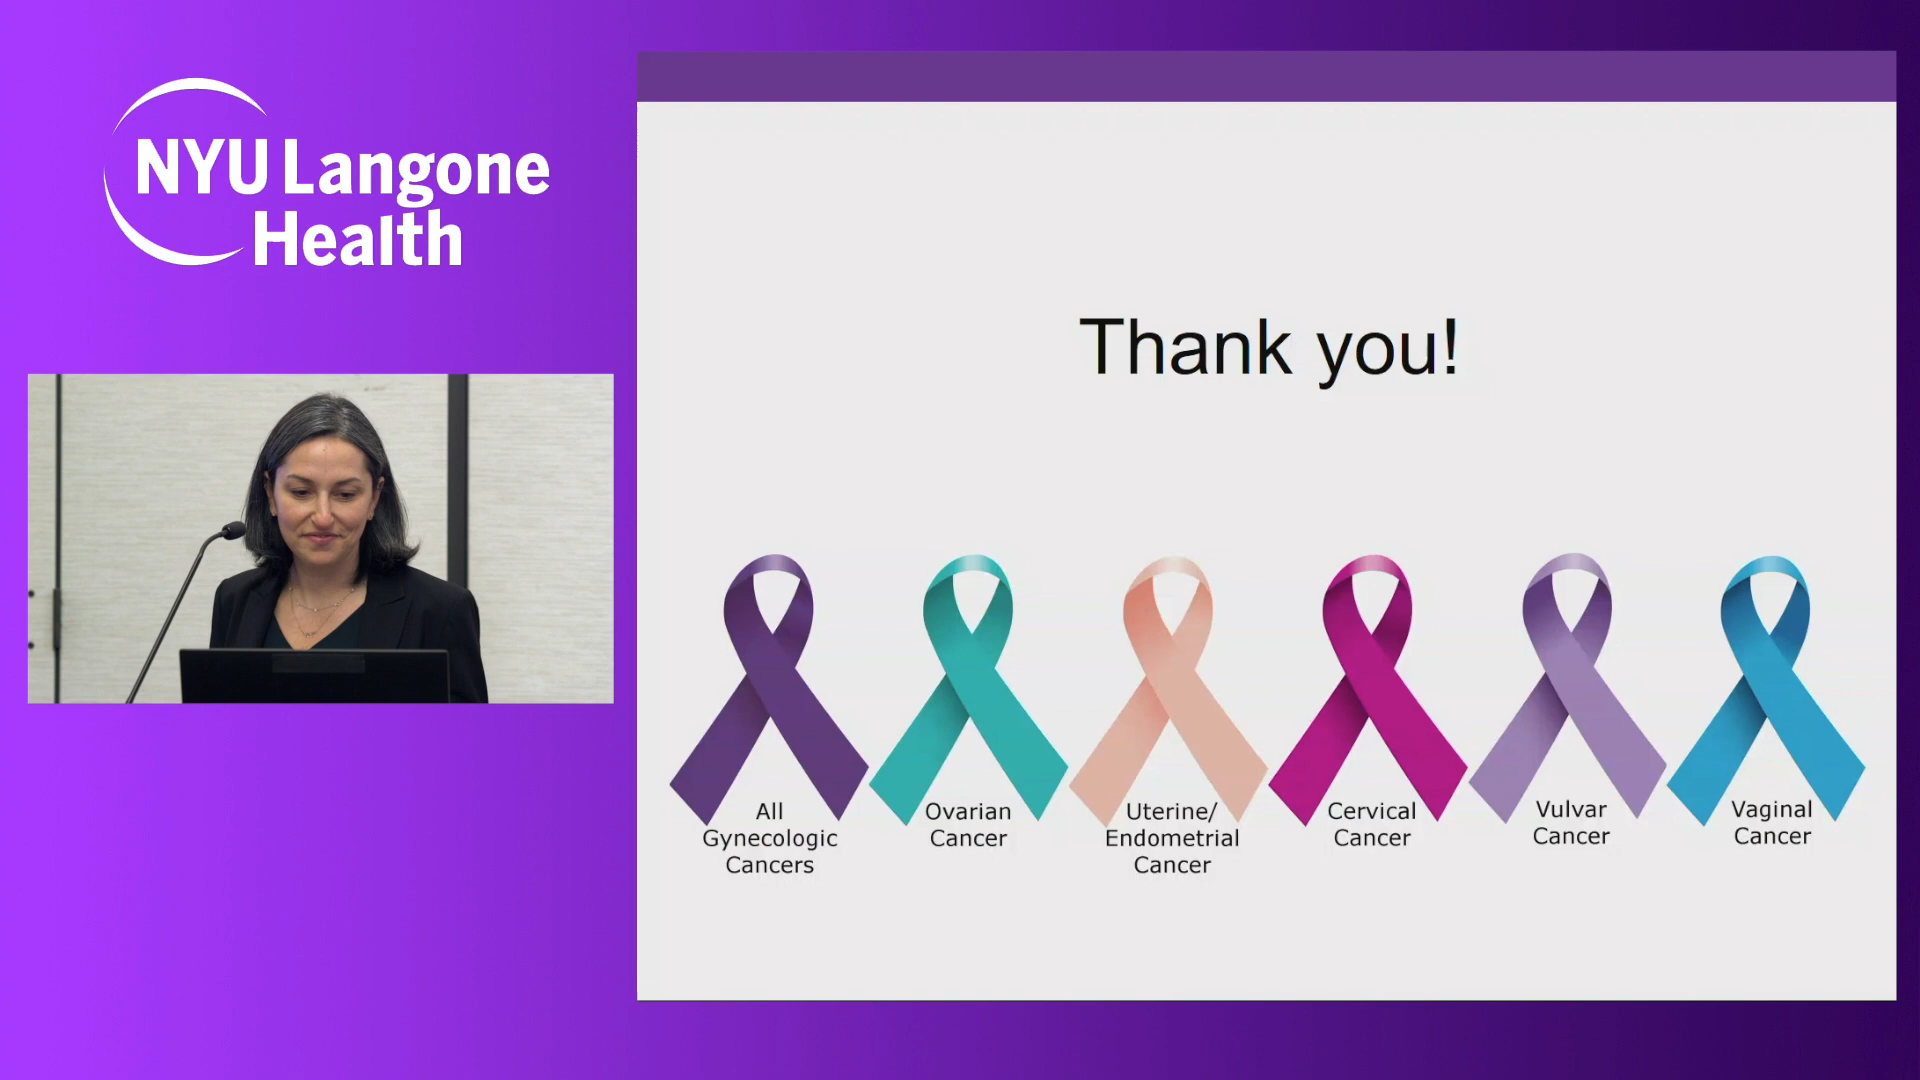 NYU Langone
Health
Thank you!
All
Gynecologic
Cancers
Ovarian
Cancer
Uterine/
Endometrial
Cancer
Cervical
Cancer
Vulvar
Cancer
Vaginal
Cancer